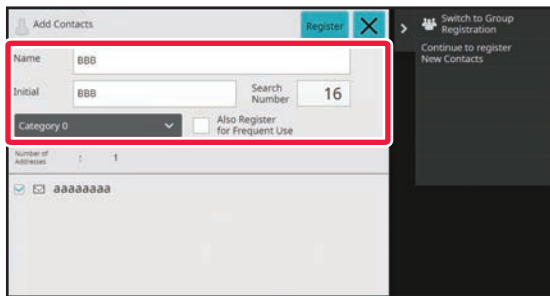 Add Contacts
Register
Switch to Group
Registration
Continue to register
New Contacts
Name
BBB
Initial
BBB
Search
Number
16
Category 0
Also Register
for Frequent Use
Number of
Addresses
:
1
aaaaaaaa